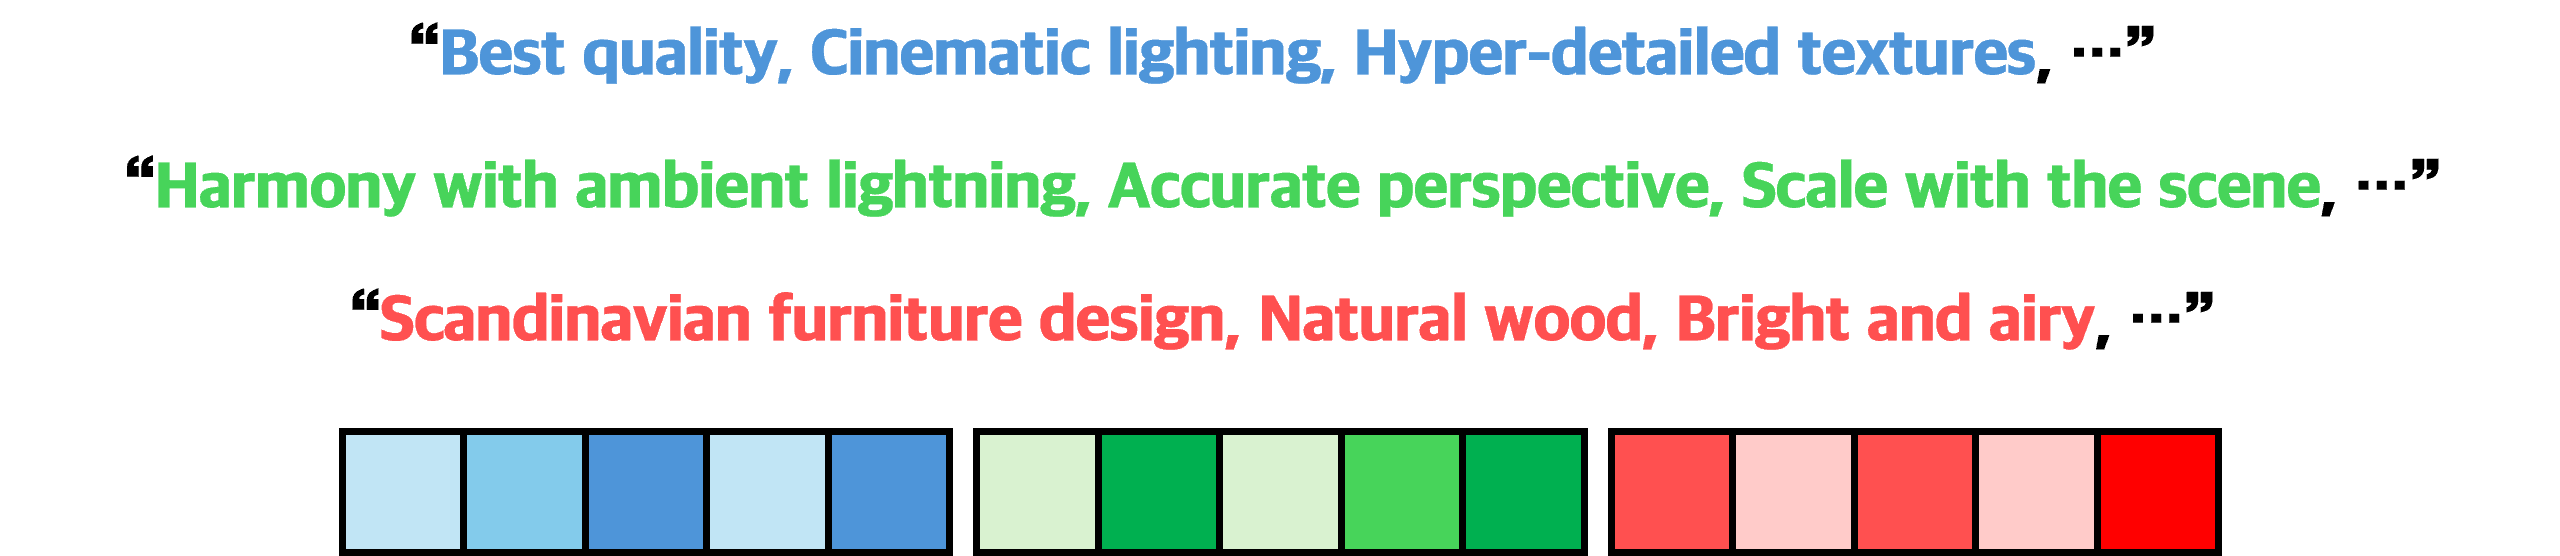 “Best quality, Cinematic lighting, Hyper-detailed textures, ⋯”
“Harmony with ambient lightning, Accurate perspective, Scale with the scene, ⋯”
“Scandinavian furniture design, Natural wood, Bright and airy, ⋯”